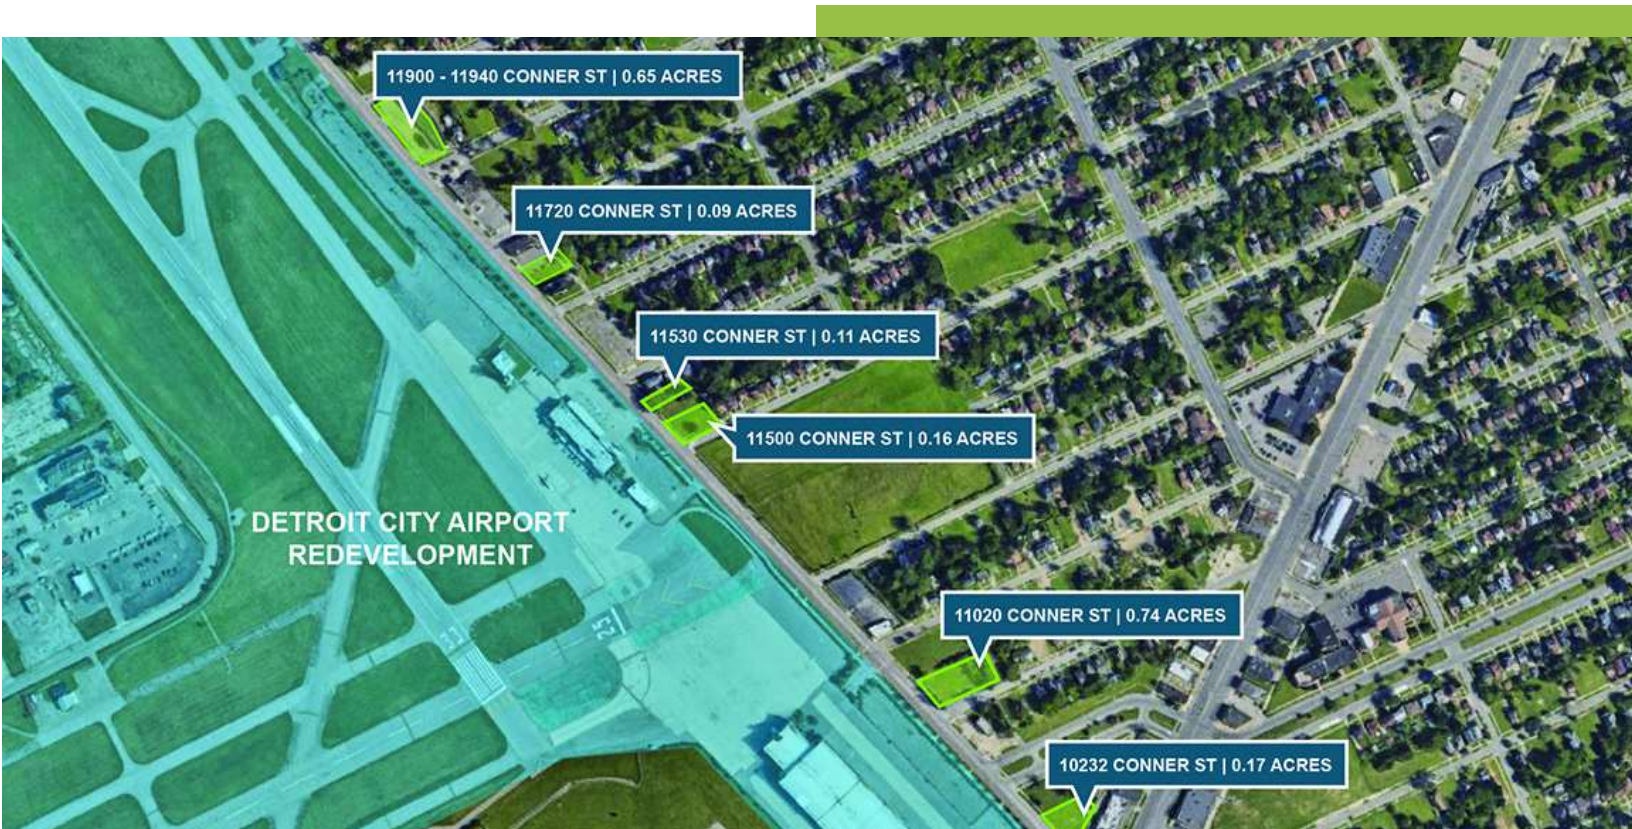 11900 - 11940 CONNER ST | 0.65 ACRES
11720 CONNER ST | 0.09 ACRES
11530 CONNER ST | 0.11 ACRES
11500 CONNER ST | 0.16 ACRES
DETROIT CITY AIRPORT
REDEVELOPMENT
11020 CONNER ST | 0.74 ACRES
10232 CONNER ST | 0.17 ACRES